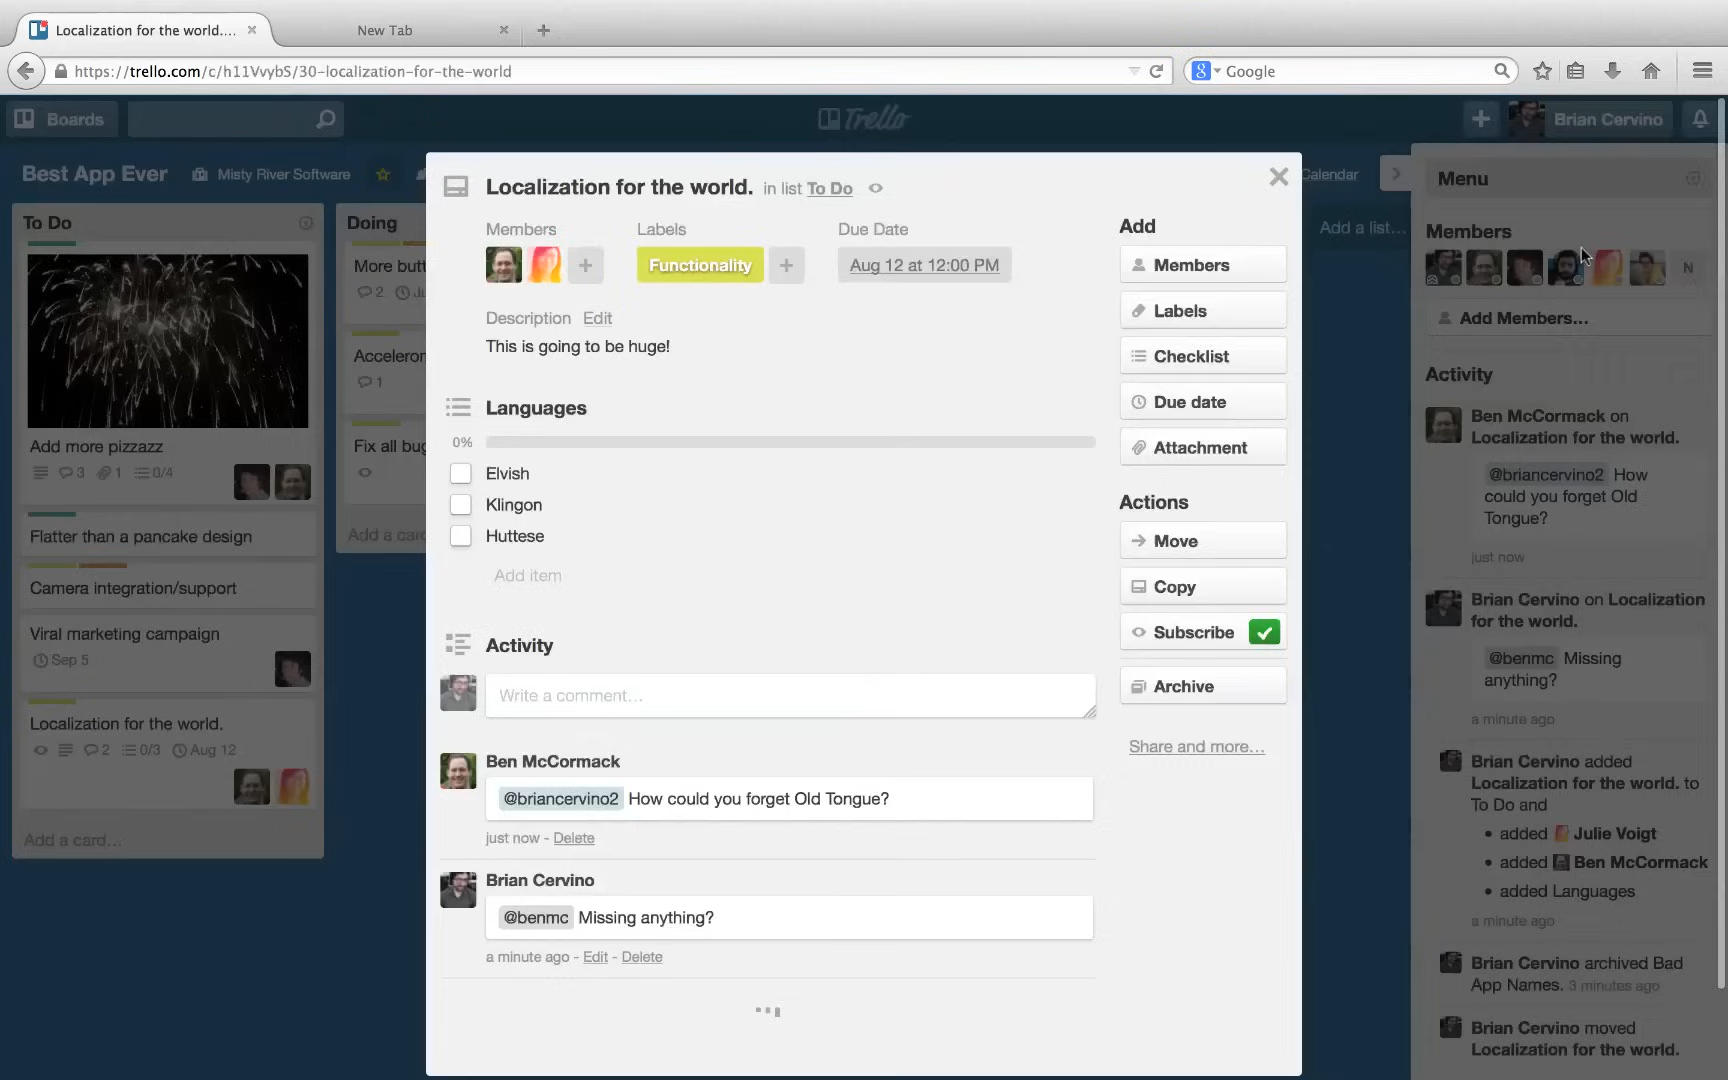 Localization for the world....
New Tab
https://trello.com/c/h11VvybS/30-localization-for-the-world
Google
Boards
Trello
Brian Cervino
Best App Ever
Misty River Software
Calendar
To Do
Add more pizzazz
3
1
0/4
Flatter than a pancake design
Camera integration/support
Viral marketing campaign
Sep 5
Localization for the world.
2
0/3
Aug 12
Add a card...
Doing
More butt
2
Ju
Acceleron
1
Fix all bug
Add a card
Localization for the world. in list To Do
Members
Labels
Due Date
Functionality
Aug 12 at 12:00 PM
Description Edit
This is going to be huge!
Languages
0%
Elvish
Klingon
Huttese
Add item
Activity
Write a comment…
Ben McCormack
@briancervino2 How could you forget Old Tongue?
just now - Delete
Brian Cervino
@benmc Missing anything?
a minute ago - Edit - Delete
Add
Members
Labels
Checklist
Due date
Attachment
Actions
Move
Copy
Subscribe
Archive
Share and more…
Add a list…
Menu
Members
N
Add Members…
Activity
Ben McCormack on
Localization for the world.
@briancervino2 How
could you forget Old
Tongue?
just now
Brian Cervino on Localization
for the world.
@benmc Missing
anything?
a minute ago
Brian Cervino added
Localization for the world. to
To Do and
• added Julie Voigt
• added Ben McCormack
• added Languages
a minute ago
Brian Cervino archived Bad
App Names. 3 minutes ago
Brian Cervino moved
Localization for the world.